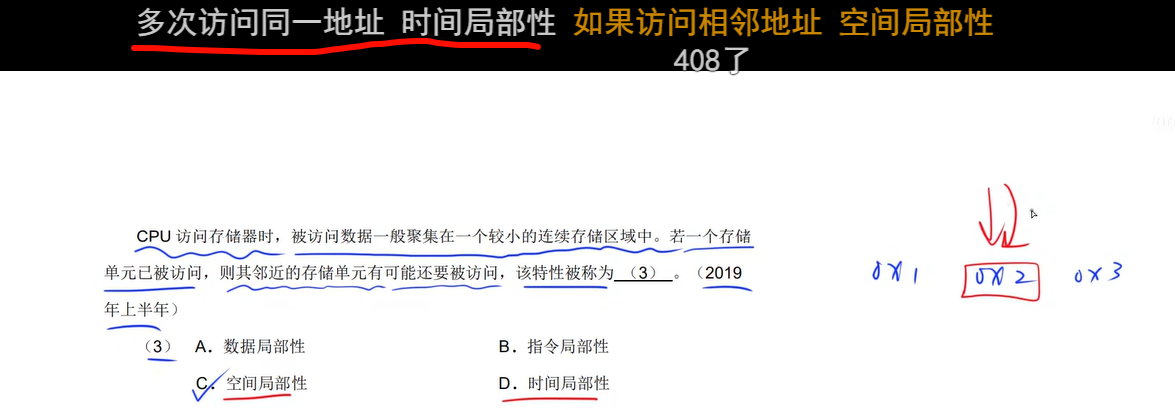 多次访问同一地址 时间局部性 如果访问相邻地址 空间局部性
408了
CPU 访问存储器时，被访问数据一般聚集在一个较小的连续存储区域中。若一个存储
单元已被访问，则其邻近的存储单元有可能还要被访问，该特性被称为 （3） 。（2019
年上半年）
（3） A．数据局部性 B．指令局部性
C．空间局部性 D．时间局部性
0x1 0x2 0x3